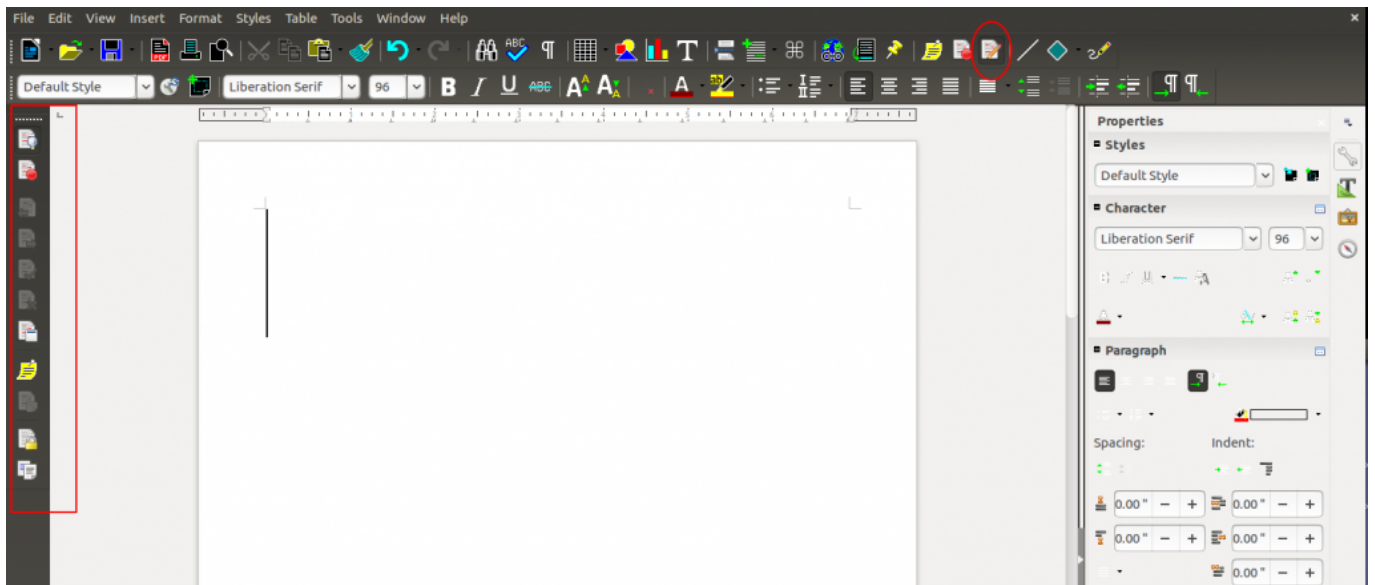 File Edit View Insert Format Styles Table Tools Window Help
Default Style Liberation Serif 96
Properties
Styles
Default Style
Character
Liberation Serif 96
Paragraph
Spacing: Indent:
0.00 " 0.00 "
0.00 " 0.00 "
0.00 "